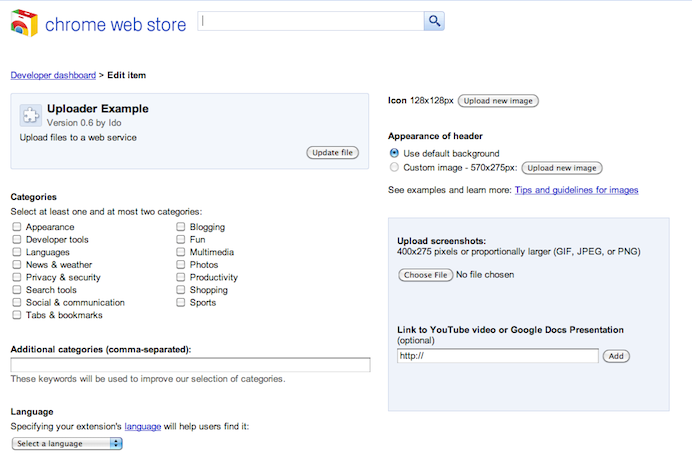 chrome web store
Developer dashboard > Edit item
Uploader Example
Version 0.6 by Ido
Upload files to a web service
Update file
Categories
Select at least one and at most two categories:
Appearance
Developer tools
Languages
News & weather
Privacy & security
Search tools
Social & communication
Tabs & bookmarks
Blogging
Fun
Multimedia
Photos
Productivity
Shopping
Sports
Additional categories (comma-separated):
These keywords will be used to improve our selection of categories.
Language
Specifying your extension's language will help users find it:
Select a language
Icon 128x128px Upload new image
Appearance of header
Use default background
Custom image - 570x275px: Upload new image
See examples and learn more: Tips and guidelines for images
Upload screenshots:
400x275 pixels or proportionally larger (GIF, JPEG, or PNG)
Choose File No file chosen
Link to YouTube video or Google Docs Presentation
(optional)
http:// Add